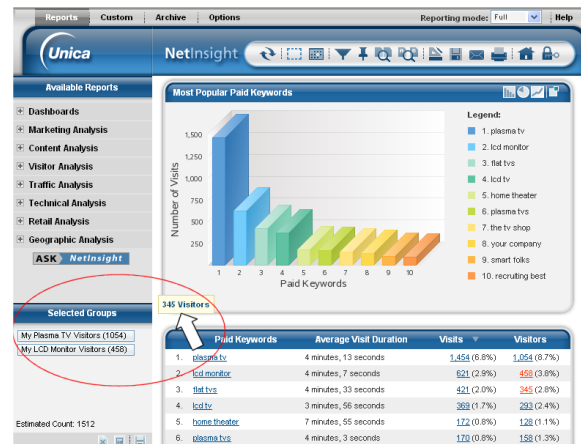 Reports Custom Archive Options Reporting mode: Full Help
Unica NetInsight
Available Reports
Dashboards
Marketing Analysis
Content Analysis
Visitor Analysis
Traffic Analysis
Technical Analysis
Retail Analysis
Geographic Analysis
ASK NetInsight
Most Popular Paid Keywords
Number of Visits
1,500
1,250
1,000
750
500
250
1 2 3 4 5 6 7 8 9 10
Paid Keywords
Legend:
1. plasma tv
2. lcd monitor
3. flat tvs
4. lcd tv
5. home theater
6. plasma tvs
7. the tv shop
8. your company
9. smart folks
10. recruiting best
345 Visitors
Selected Groups
My Plasma TV Visitors (1054)
My LCD Monitor Visitors (458)
Estimated Count: 1512
Paid Keywords Average Visit Duration Visits Visitors
1. plasma tv 4 minutes, 13 seconds 1,454 (6.8%) 1,054 (8.7%)
2. lcd monitor 4 minutes, 7 seconds 621 (2.9%) 458 (3.8%)
3. flat tvs 4 minutes, 33 seconds 421 (2.0%) 345 (2.8%)
4. lcd tv 3 minutes, 56 seconds 369 (1.7%) 293 (2.4%)
5. home theater 7 minutes, 55 seconds 172 (0.8%) 128 (1.1%)
6. plasma tvs 4 minutes, 3 seconds 170 (0.8%) 158 (1.3%)